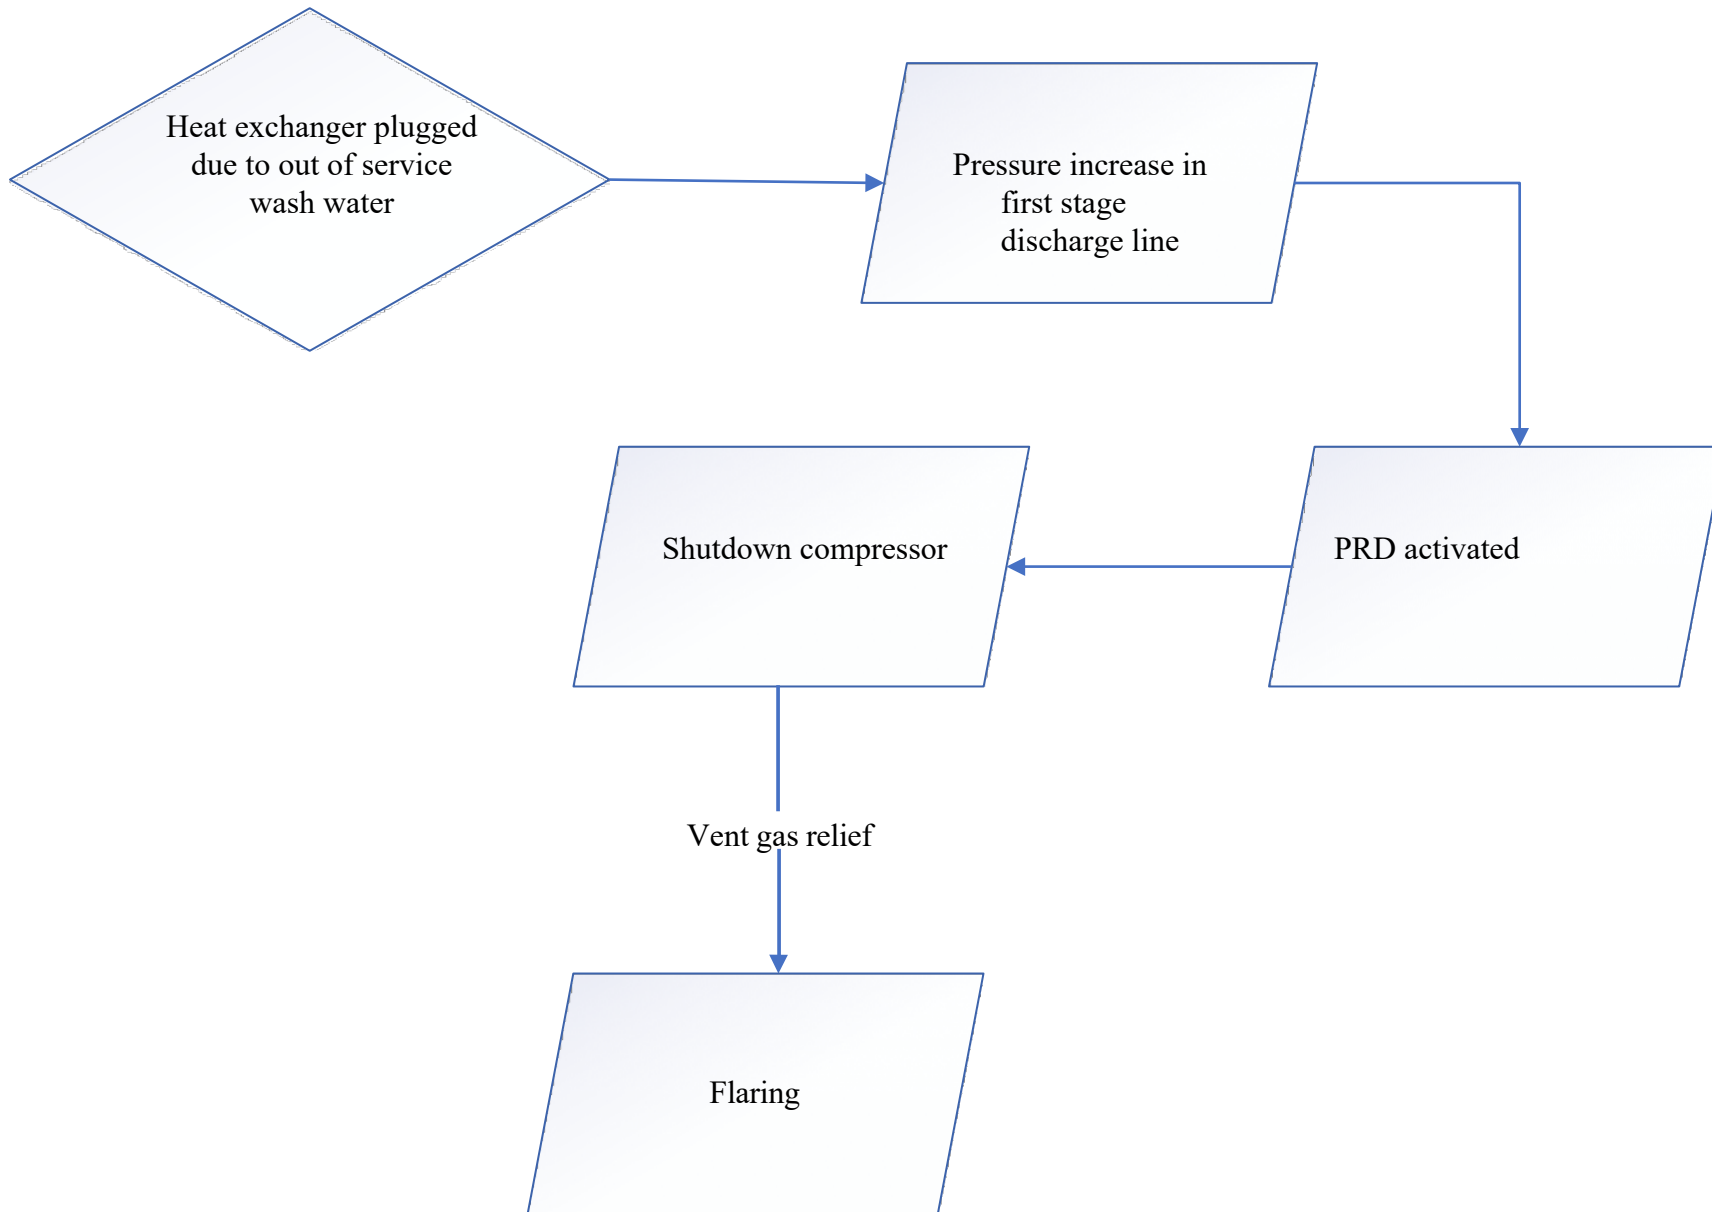 Heat exchanger plugged
due to out of service
wash water
Pressure increase in
first stage
discharge line
PRD activated
Shutdown compressor
Vent gas relief
Flaring